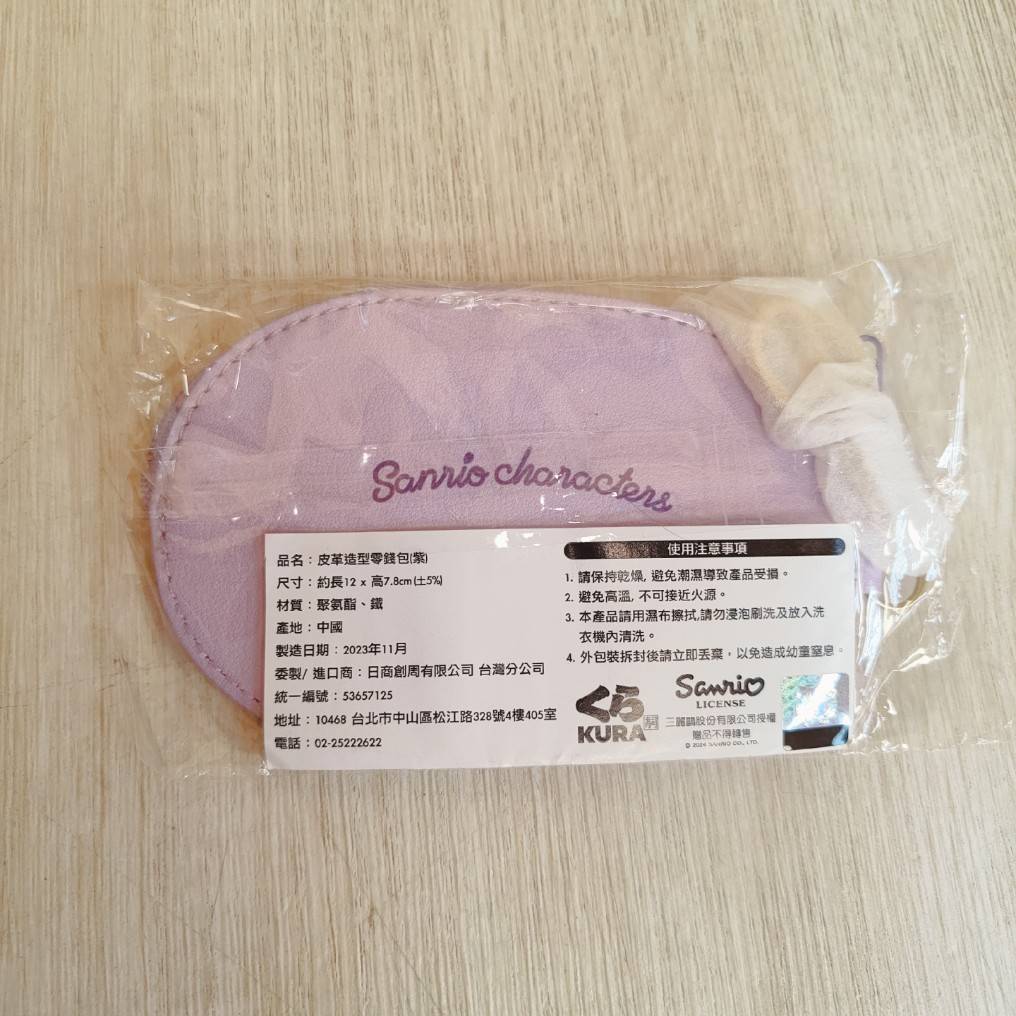 Sanrio characters
品名：皮革造型零錢包(紫)
尺寸：約長12 x 高7.8cm(±5%)
材質：聚氨酯、鐵
產地：中國
製造日期：2023年11月
委製/ 進口商：日商創周有限公司 台灣分公司
統一編號：53657125
地址：10468 台北市中山區松江路328號4樓405室
電話：02-25222622
使用注意事項
1. 請保持乾燥, 避免潮濕導致產品受損。
2. 避免高溫, 不可接近火源。
3. 本產品請用濕布擦拭,請勿浸泡刷洗及放入洗
衣機內清洗。
4. 外包裝拆封後請立即丟棄，以免造成幼童窒息。
くら
KURA
Sanrio
LICENSE
三麗鷗股份有限公司授權
贈品不得轉售
© 2024 SANRIO CO., LTD.